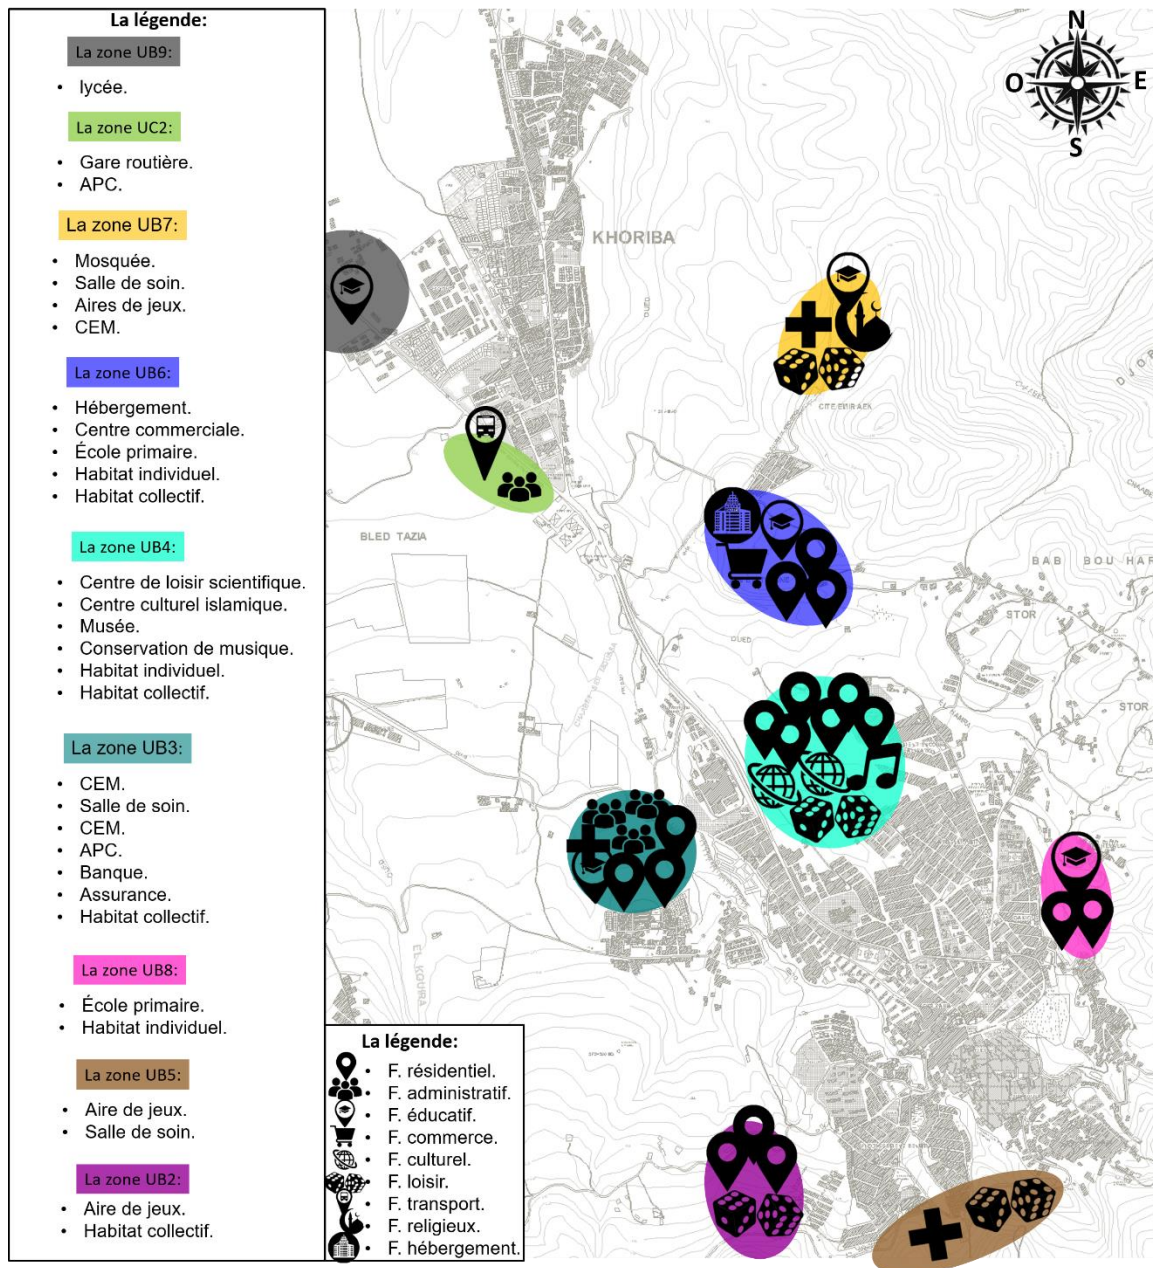 La légende:
La zone UB9:
• lycée.
La zone UC2:
• Gare routière.
• APC.
La zone UB7:
• Mosquée.
• Salle de soin.
• Aires de jeux.
• CEM.
La zone UB6:
• Hébergement.
• Centre commerciale.
• École primaire.
• Habitat individuel.
• Habitat collectif.
La zone UB4:
• Centre de loisir scientifique.
• Centre culturel islamique.
• Musée.
• Conservation de musique.
• Habitat individuel.
• Habitat collectif.
La zone UB3:
• CEM.
• Salle de soin.
• CEM.
• APC.
• Banque.
• Assurance.
• Habitat collectif.
La zone UB8:
• École primaire.
• Habitat individuel.
La zone UB5:
• Aire de jeux.
• Salle de soin.
La zone UB2:
• Aire de jeux.
• Habitat collectif.
La légende:
• F. résidentiel.
• F. administratif.
• F. éducatif.
• F. commerce.
• F. culturel.
• F. loisir.
• F. transport.
• F. religieux.
• F. hébergement.
N
O
E
S
KHORIBA
OUED
BLED TAZIA
BAB BOU HAR
STOR
STOR
OUED
EL KOURA